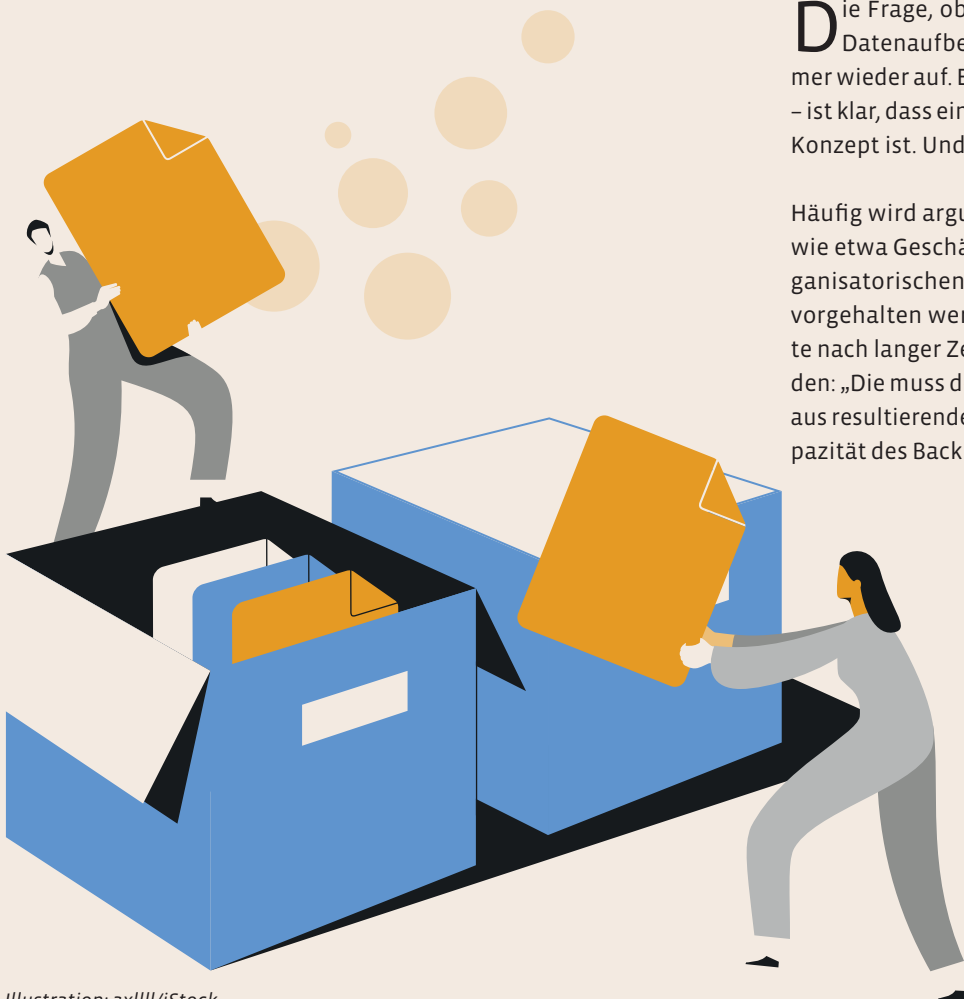 Die Frage, ob
Datenaufbe
mer wieder auf. E
– ist klar, dass ein
Konzept ist. Und
Häufig wird argu
wie etwa Geschä
ganisatorischen
vorgehalten wer
te nach langer Ze
den: „Die muss d
aus resultierende
pazität des Back
Illustration: axllll/iStock